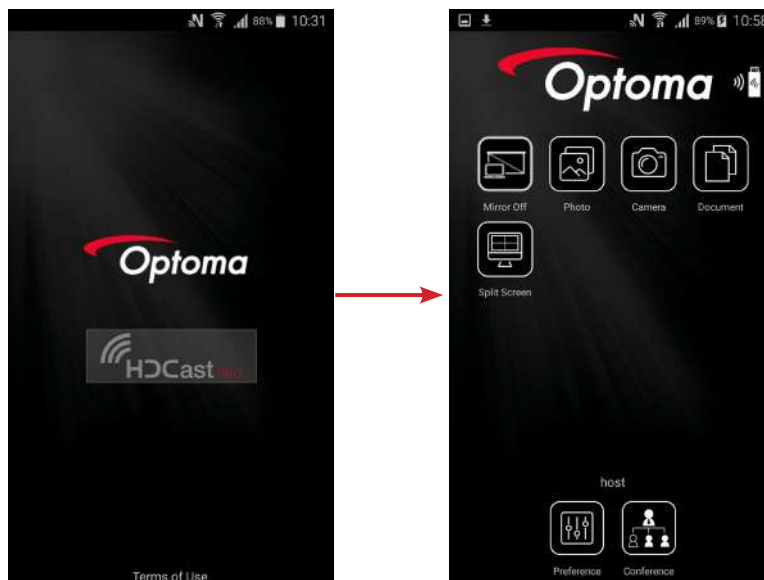 88% 10:31
Optoma
HDCast PRO
Terms of Use
89% 10:58
Optoma
Mirror Off Photo Camera Document
Split Screen
host
Preference Conference